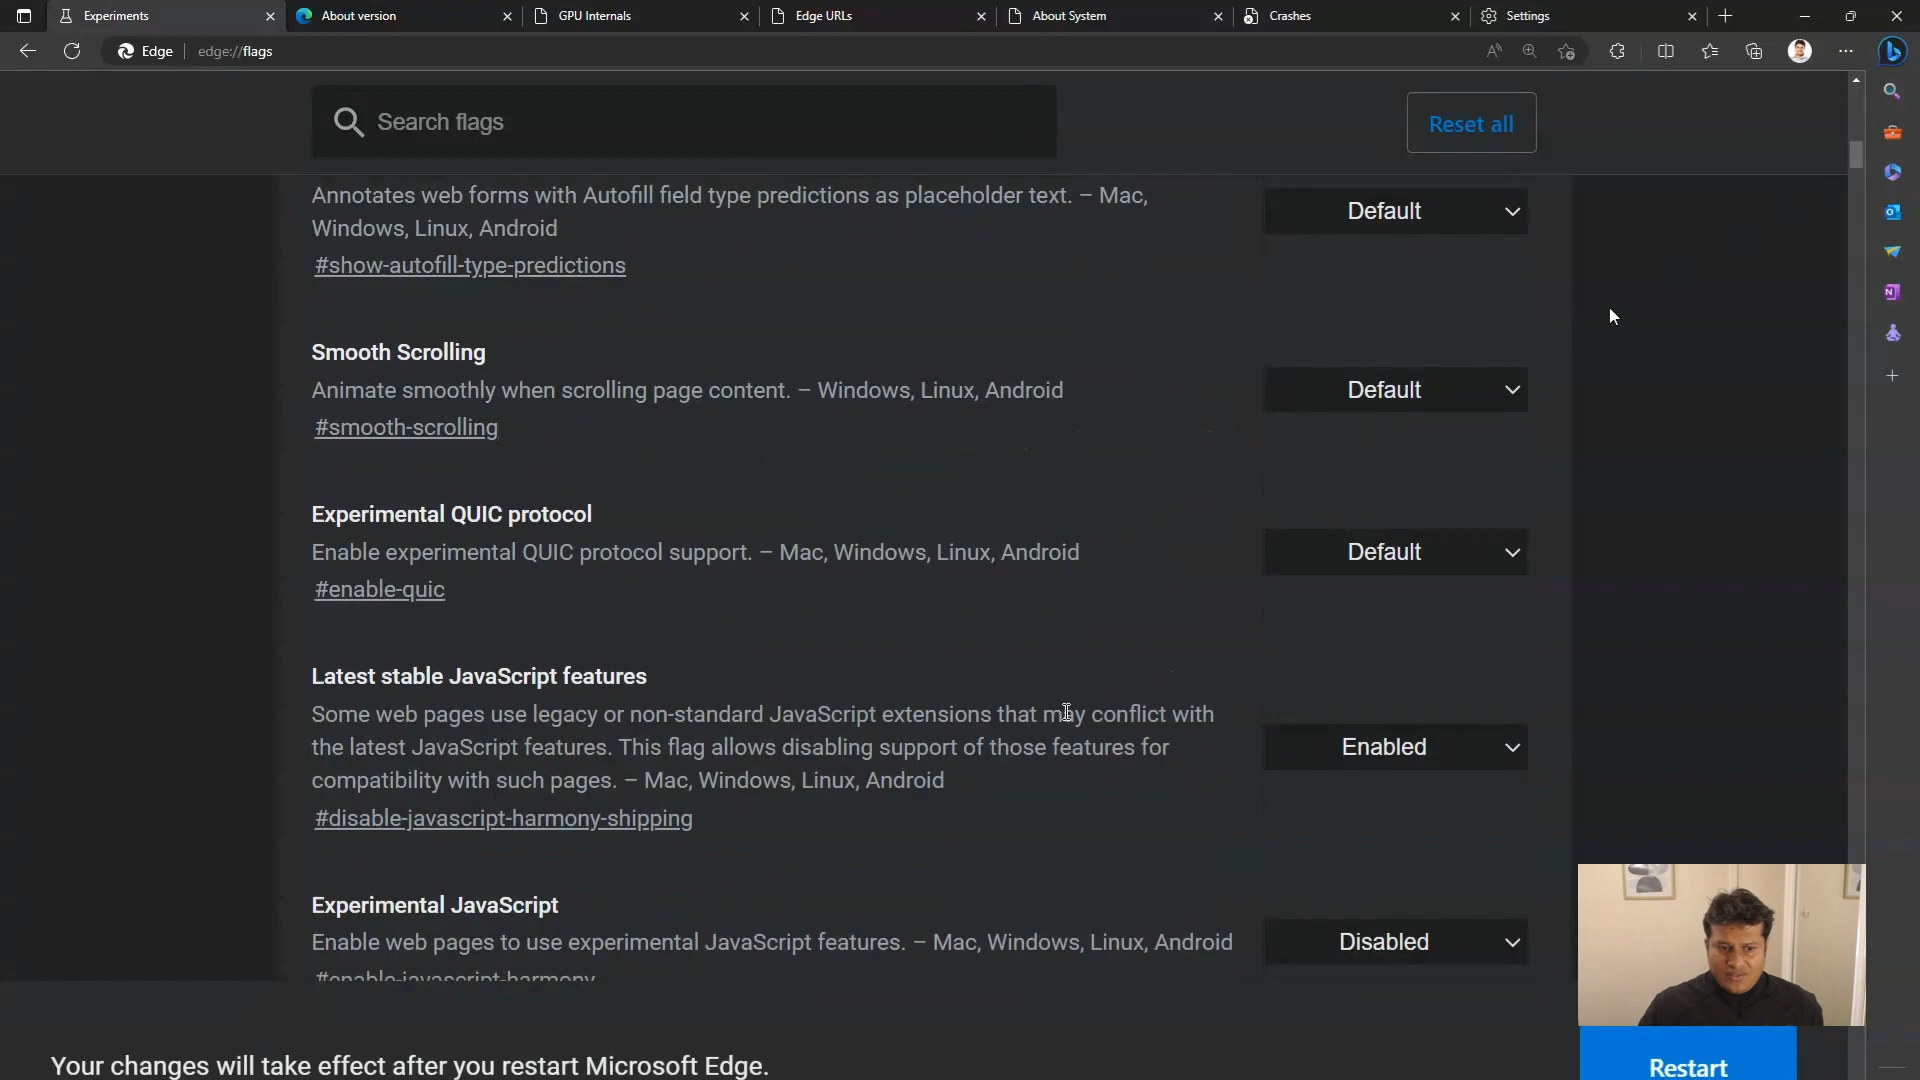 Experiments
About version
GPU Internals
Edge URLs
About System
Crashes
Settings
Edge
edge://flags
Search flags
Reset all
Annotates web forms with Autofill field type predictions as placeholder text. – Mac,
Windows, Linux, Android
#show-autofill-type-predictions
Default
Smooth Scrolling
Animate smoothly when scrolling page content. – Windows, Linux, Android
#smooth-scrolling
Default
Experimental QUIC protocol
Enable experimental QUIC protocol support. – Mac, Windows, Linux, Android
#enable-quic
Default
Latest stable JavaScript features
Some web pages use legacy or non-standard JavaScript extensions that may conflict with
the latest JavaScript features. This flag allows disabling support of those features for
compatibility with such pages. – Mac, Windows, Linux, Android
#disable-javascript-harmony-shipping
Enabled
Experimental JavaScript
Enable web pages to use experimental JavaScript features. – Mac, Windows, Linux, Android
#enable-javascript-harmony
Disabled
Your changes will take effect after you restart Microsoft Edge.
Restart